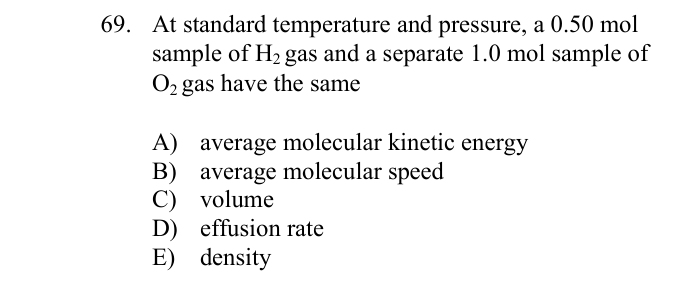 69. At standard temperature and pressure, a 0.50 mol
sample of H₂ gas and a separate 1.0 mol sample of
O₂ gas have the same
A) average molecular kinetic energy
B) average molecular speed
C) volume
D) effusion rate
E) density